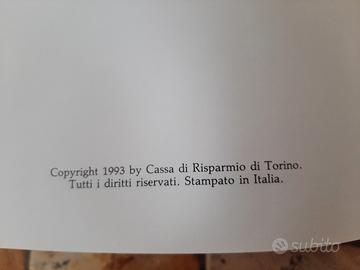 Copyright 1993 by Cassa di Risparmio di Torino.
Tutti i diritti riservati. Stampato in Italia.
subito